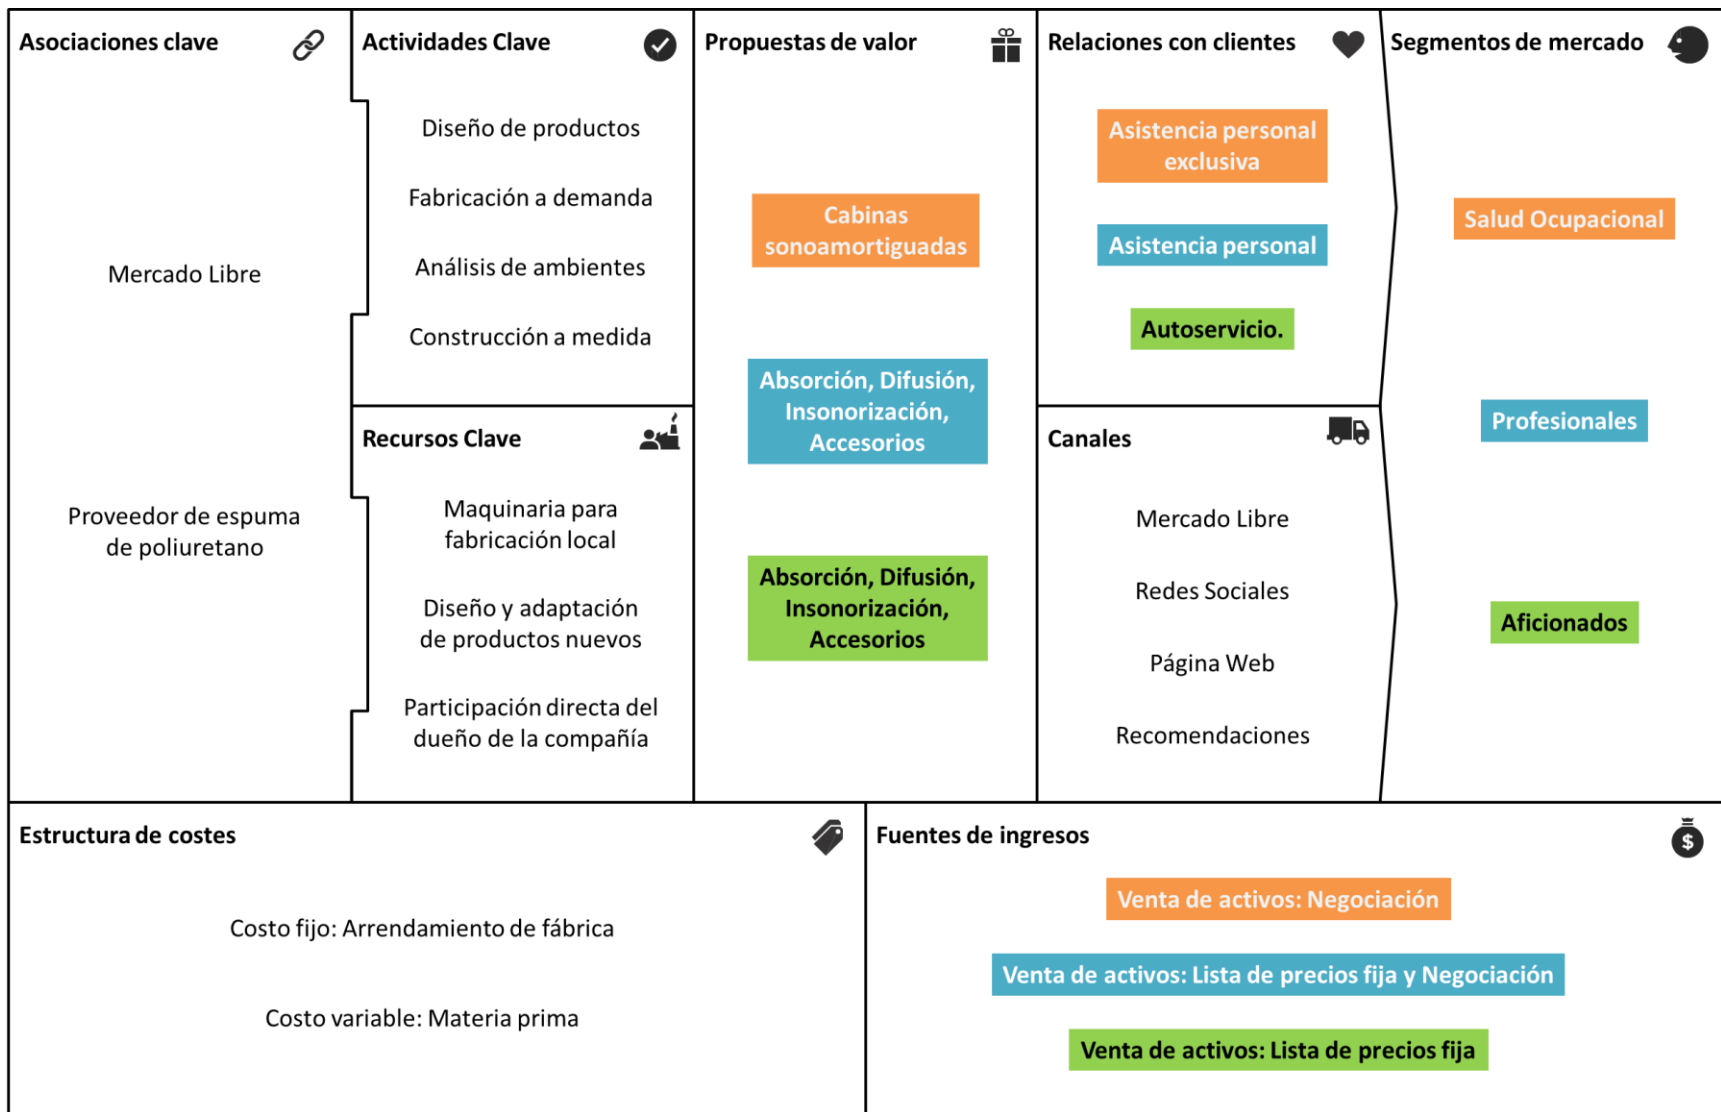 Asociaciones clave
Mercado Libre
Proveedor de espuma
de poliuretano
Actividades Clave
Diseño de productos
Fabricación a demanda
Análisis de ambientes
Construcción a medida
Recursos Clave
Maquinaria para
fabricación local
Diseño y adaptación
de productos nuevos
Participación directa del
dueño de la compañía
Propuestas de valor
Cabinas
sonoamortiguadas
Absorción, Difusión,
Insonorización,
Accesorios
Absorción, Difusión,
Insonorización,
Accesorios
Relaciones con clientes
Asistencia personal
exclusiva
Asistencia personal
Autoservicio.
Canales
Mercado Libre
Redes Sociales
Página Web
Recomendaciones
Segmentos de mercado
Salud Ocupacional
Profesionales
Aficionados
Estructura de costes
Costo fijo: Arrendamiento de fábrica
Costo variable: Materia prima
Fuentes de ingresos
$
Venta de activos: Negociación
Venta de activos: Lista de precios fija y Negociación
Venta de activos: Lista de precios fija